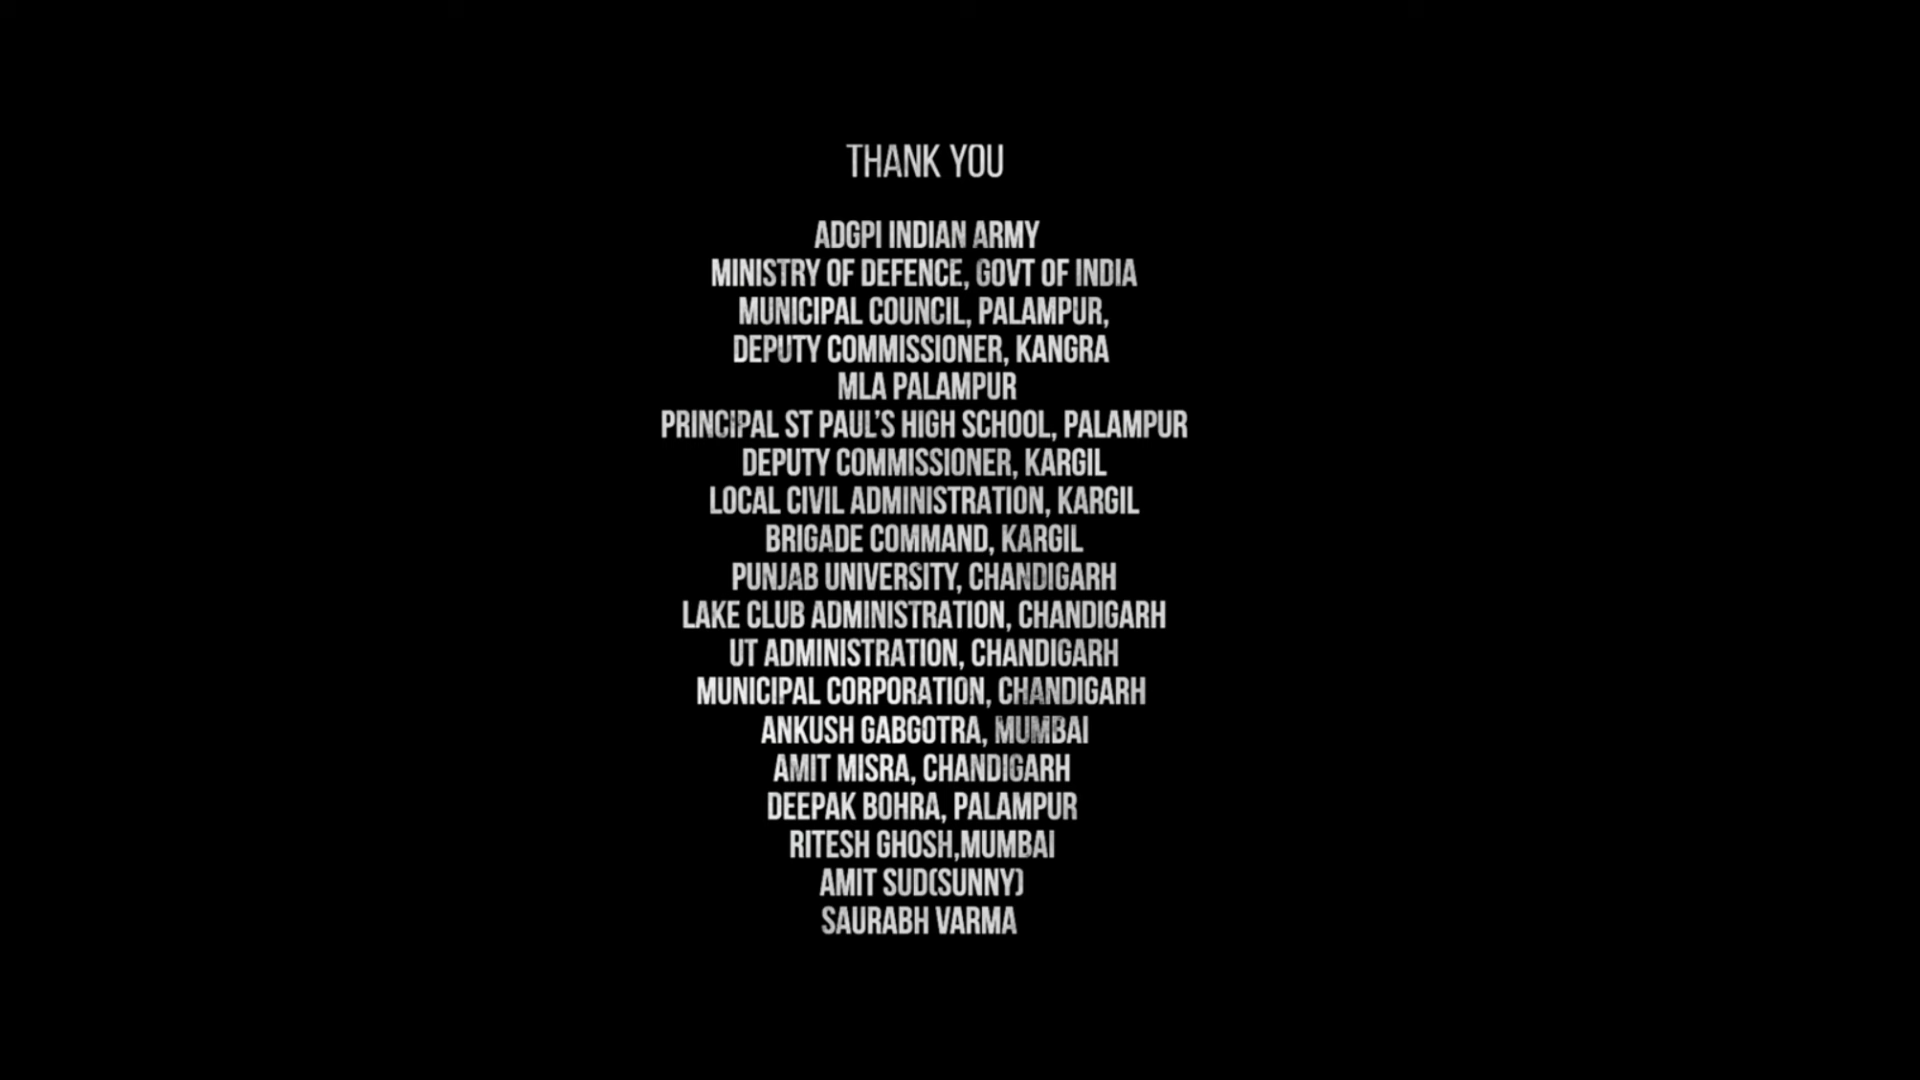 THANK YOU
ADGPI INDIAN ARMY
MINISTRY OF DEFENCE, GOVT OF INDIA
MUNICIPAL COUNCIL, PALAMPUR,
DEPUTY COMMISSIONER, KANGRA
MLA PALAMPUR
PRINCIPAL ST PAUL'S HIGH SCHOOL, PALAMPUR
DEPUTY COMMISSIONER, KARGIL
LOCAL CIVIL ADMINISTRATION, KARGIL
BRIGADE COMMAND, KARGIL
PUNJAB UNIVERSITY, CHANDIGARH
LAKE CLUB ADMINISTRATION, CHANDIGARH
UT ADMINISTRATION, CHANDIGARH
MUNICIPAL CORPORATION, CHANDIGARH
ANKUSH GABGOTRA, MUMBAI
AMIT MISRA, CHANDIGARH
DEEPAK BOHRA, PALAMPUR
RITESH GHOSH,MUMBAI
AMIT SUD(SUNNY)
SAURABH VARMA